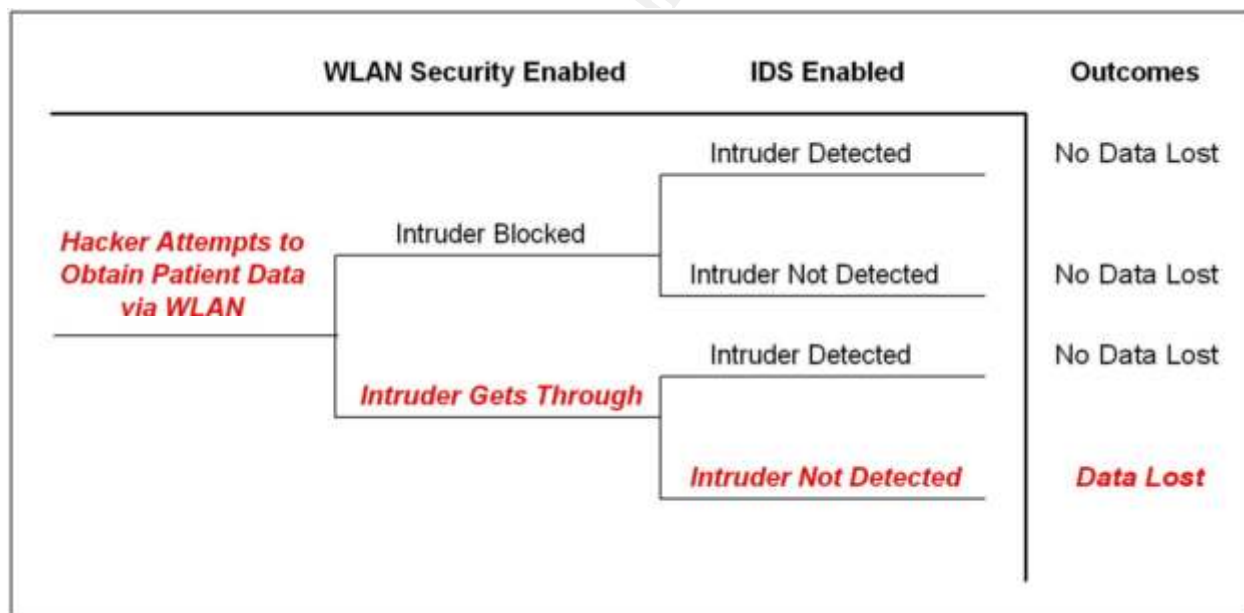 WLAN Security Enabled IDS Enabled Outcomes
Intruder Detected No Data Lost
Hacker Attempts to
Obtain Patient Data
via WLAN
Intruder Blocked
Intruder Not Detected No Data Lost
Intruder Detected No Data Lost
Intruder Gets Through
Intruder Not Detected Data Lost